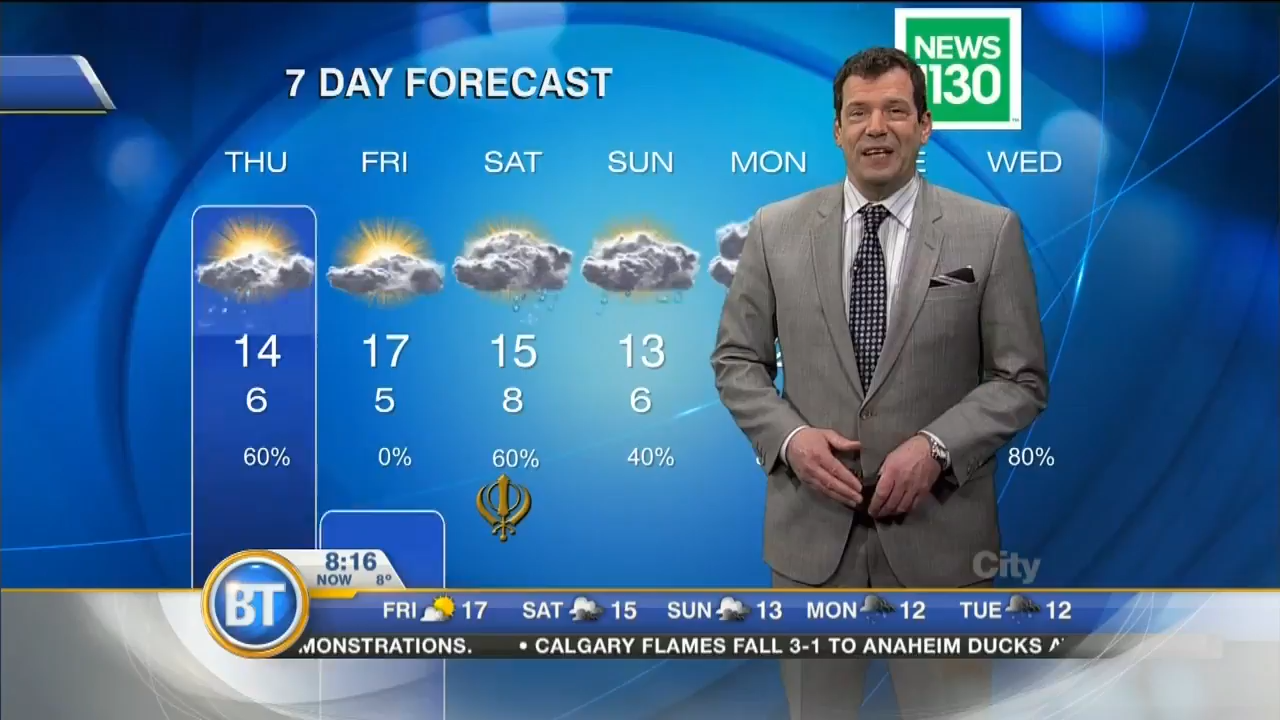 NEWS
1130
7 DAY FORECAST
THU FRI SAT SUN MON WED
14 17 15 13
6 5 8 6
60% 0% 60% 40% 80%
City
8:16
NOW 8°
BT
FRI 17 SAT 15 SUN 13 MON 12 TUE 12
MONSTRATIONS. • CALGARY FLAMES FALL 3-1 TO ANAHEIM DUCKS